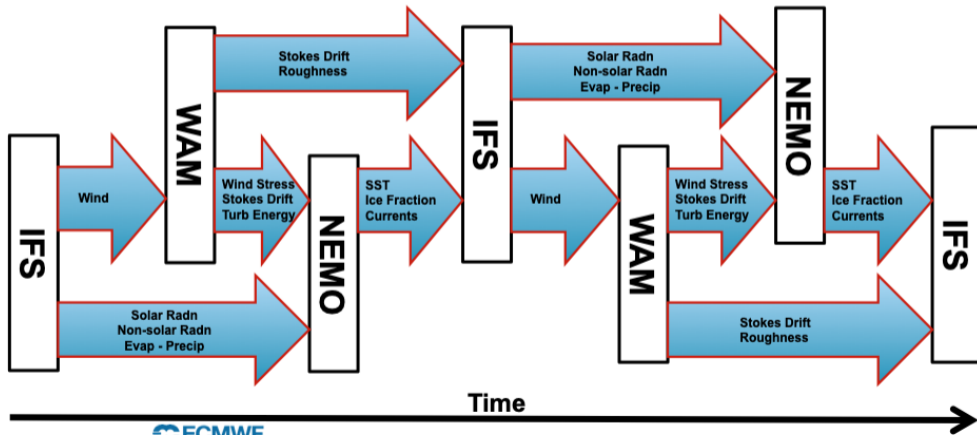 IFS
Wind
Solar Radn
Non-solar Radn
Evap - Precip
WAM
Stokes Drift
Roughness
Wind Stress
Stokes Drift
Turb Energy
NEMO
SST
Ice Fraction
Currents
IFS
Solar Radn
Non-solar Radn
Evap - Precip
Wind
WAM
Wind Stress
Stokes Drift
Turb Energy
Stokes Drift
Roughness
NEMO
SST
Ice Fraction
Currents
IFS
Time
ECMWF